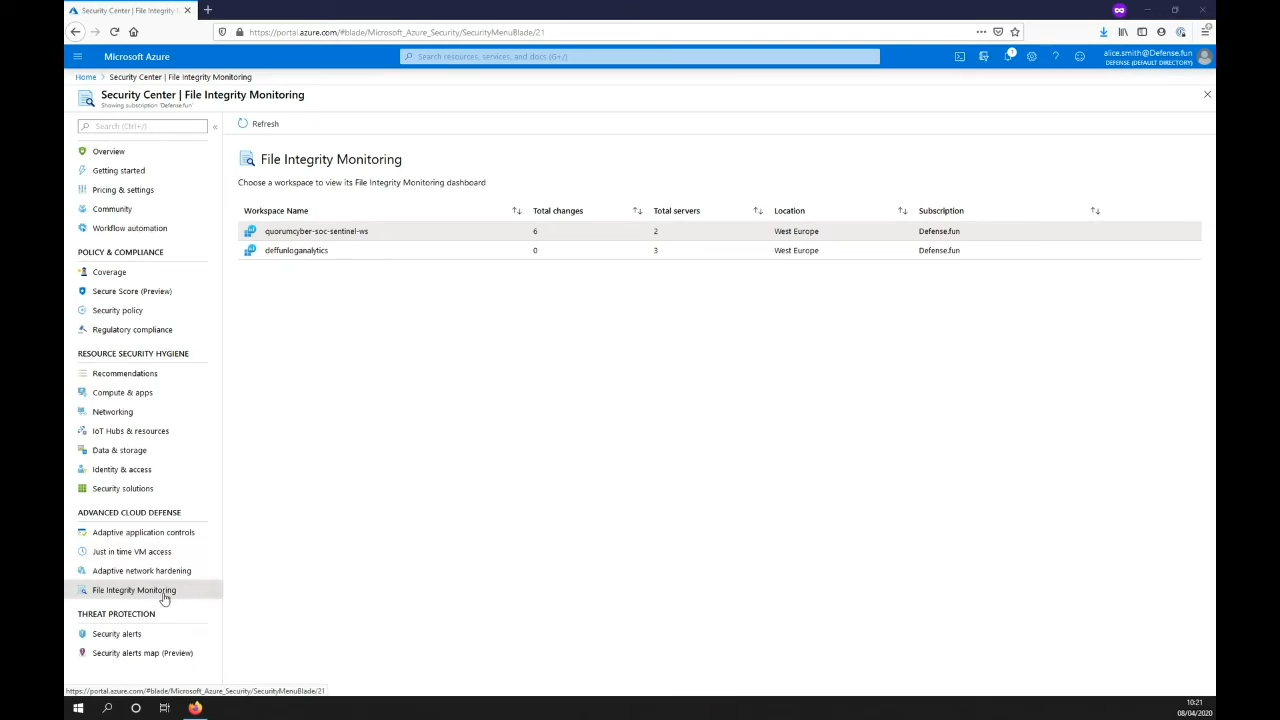 Security Center | File Integrity
https://portal.azure.com/#blade/Microsoft_Azure_Security/SecurityMenuBlade/21
Microsoft Azure
Search resources, services, and docs (G+/)
1
alice.smith@Defense.fun
DEFENSE (DEFAULT DIRECTORY)
Home > Security Center | File Integrity Monitoring
Security Center | File Integrity Monitoring
Showing subscription 'Defense.fun'
Search (Ctrl+/)
«
Refresh
Overview
Getting started
Pricing & settings
Community
Workflow automation
POLICY & COMPLIANCE
Coverage
Secure Score (Preview)
Security policy
Regulatory compliance
RESOURCE SECURITY HYGIENE
Recommendations
Compute & apps
Networking
IoT Hubs & resources
Data & storage
Identity & access
Security solutions
ADVANCED CLOUD DEFENSE
Adaptive application controls
Just in time VM access
Adaptive network hardening
File Integrity Monitoring
THREAT PROTECTION
Security alerts
Security alerts map (Preview)
File Integrity Monitoring
Choose a workspace to view its File Integrity Monitoring dashboard
Workspace Name Total changes Total servers Location Subscription
quorumcyber-soc-sentinel-ws 6 2 West Europe Defense.fun
deffunloganalytics 0 3 West Europe Defense.fun
https://portal.azure.com/#blade/Microsoft_Azure_Security/SecurityMenuBlade/21
10:21
08/04/2020